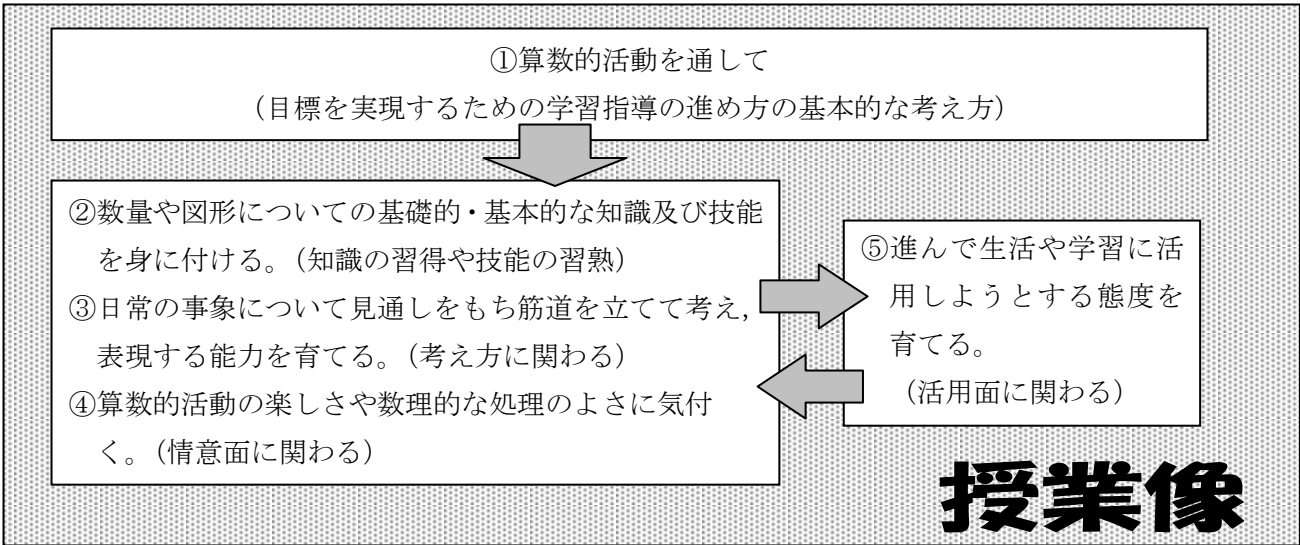 ①算数的活動を通して
（目標を実現するための学習指導の進め方の基本的な考え方）
②数量や図形についての基礎的・基本的な知識及び技能
を身に付ける。（知識の習得や技能の習熟）
③日常の事象について見通しをもち筋道を立てて考え，
表現する能力を育てる。（考え方に関わる）
④算数的活動の楽しさや数理的な処理のよさに気付
く。（情意面に関わる）
⑤進んで生活や学習に活
用しようとする態度を
育てる。
（活用面に関わる）
授業像